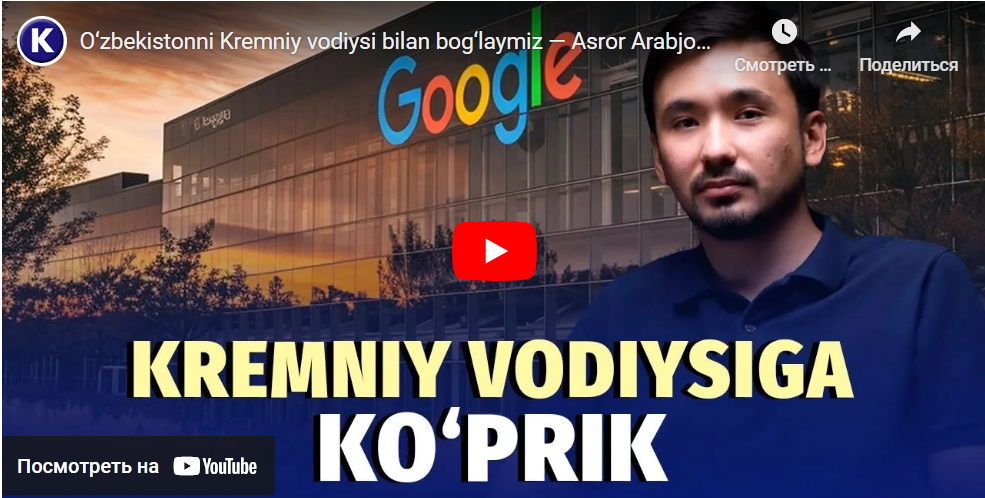 K
O‘zbekistonni Kremniy vodiysi bilan bog‘laymiz — Asror Arabjo...
Смотреть ...
Поделиться
Google
KREMNIY VODIYSIGA
KO‘PRIK
Посмотреть на YouTube